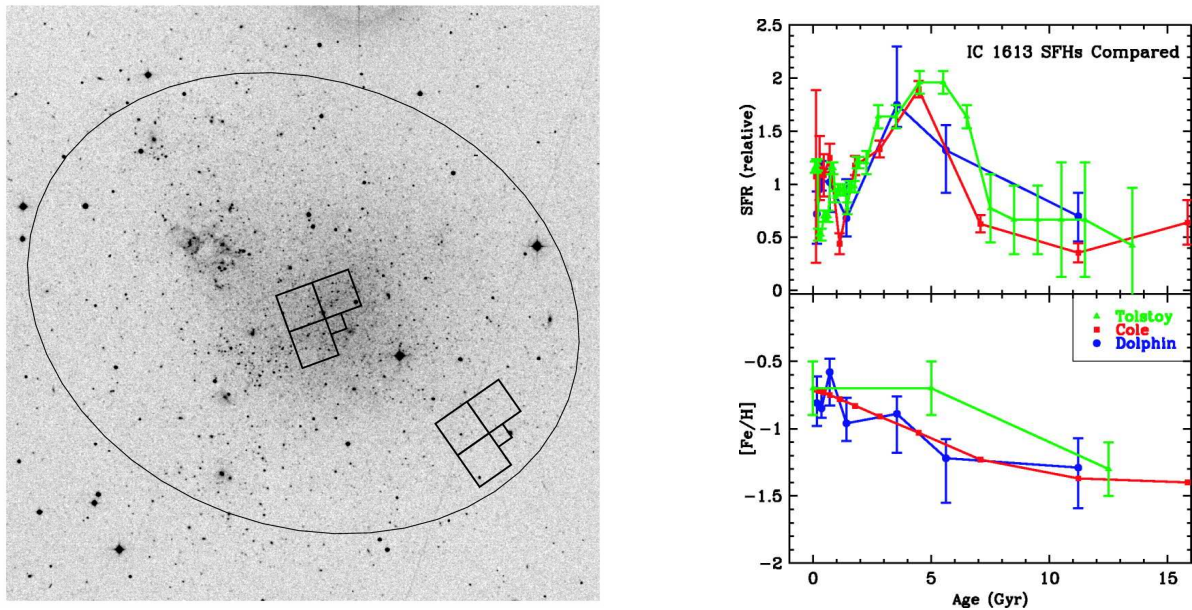 2.5
IC 1613 SFHs Compared
2
1.5
1
0.5
0
SFR (relative)
Tolstoy
Cole
Dolphin
−0.5
−1
−1.5
−2
[Fe/H]
0
5
10
15
Age (Gyr)